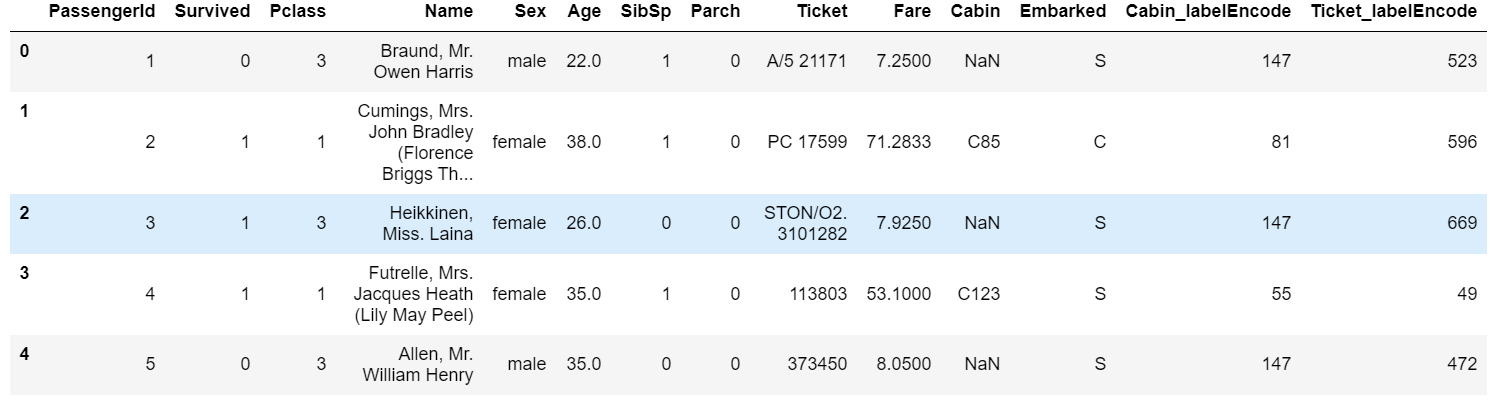 PassengerId Survived Pclass Name Sex Age SibSp Parch Ticket Fare Cabin Embarked Cabin_labelEncode Ticket_labelEncode
0 1 0 3 Braund, Mr. Owen Harris male 22.0 1 0 A/5 21171 7.2500 NaN S 147 523
1 2 1 1 Cumings, Mrs. John Bradley (Florence Briggs Th... female 38.0 1 0 PC 17599 71.2833 C85 C 81 596
2 3 1 3 Heikkinen, Miss. Laina female 26.0 0 0 STON/O2. 3101282 7.9250 NaN S 147 669
3 4 1 1 Futrelle, Mrs. Jacques Heath (Lily May Peel) female 35.0 1 0 113803 53.1000 C123 S 55 49
4 5 0 3 Allen, Mr. William Henry male 35.0 0 0 373450 8.0500 NaN S 147 472